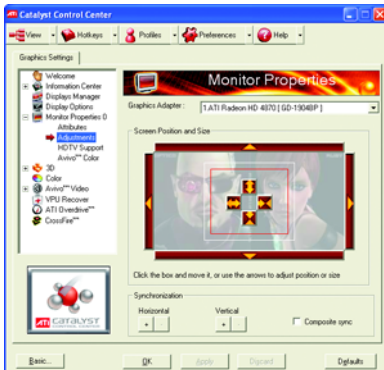 ATI Catalyst Control Center
View Hotkeys Profiles Preferences Help
Graphics Settings
Welcome
Information Center
Displays Manager
Display Options
Monitor Properties 0
Attributes
Adjustments
HDTV Support
Avivo™ Color
3D
Color
Avivo™ Video
VPU Recover
ATI Overdrive™
CrossFire™
Monitor Properties
Graphics Adapter :
1.ATI Radeon HD 4870 [ GD-19048P ]
Screen Position and Size
Click the box and move it, or use the arrows to adjust position or size
Synchronization
Horizontal
Vertical
+ -
+ -
Composite sync
ATI CATALYST
CONTROL CENTER
Basic...
OK
Apply
Discard
Defaults